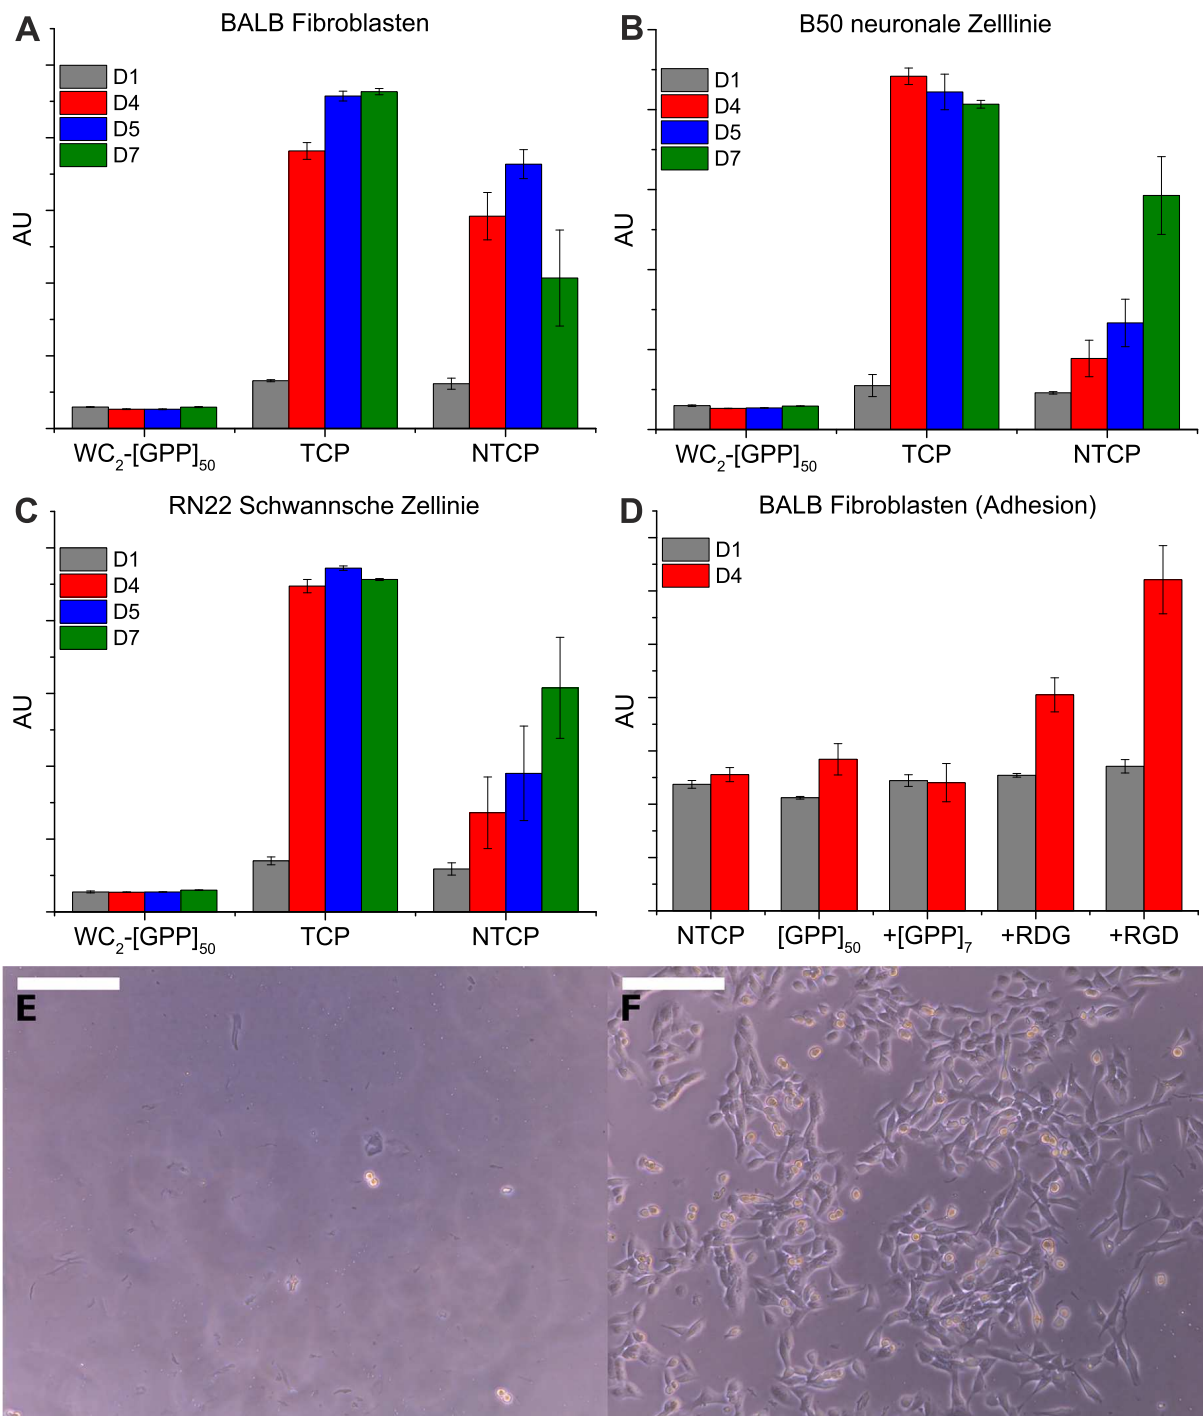 A
BALB Fibroblasten
D1
D4
D5
D7
AU
WC2-[GPP]50
TCP
NTCP
B
B50 neuronale Zelllinie
D1
D4
D5
D7
AU
WC2-[GPP]50
TCP
NTCP
C
RN22 Schwannsche Zellinie
D1
D4
D5
D7
AU
WC2-[GPP]50
TCP
NTCP
D
BALB Fibroblasten (Adhesion)
D1
D4
AU
NTCP
[GPP]50
+[GPP]7
+RDG
+RGD
E
F